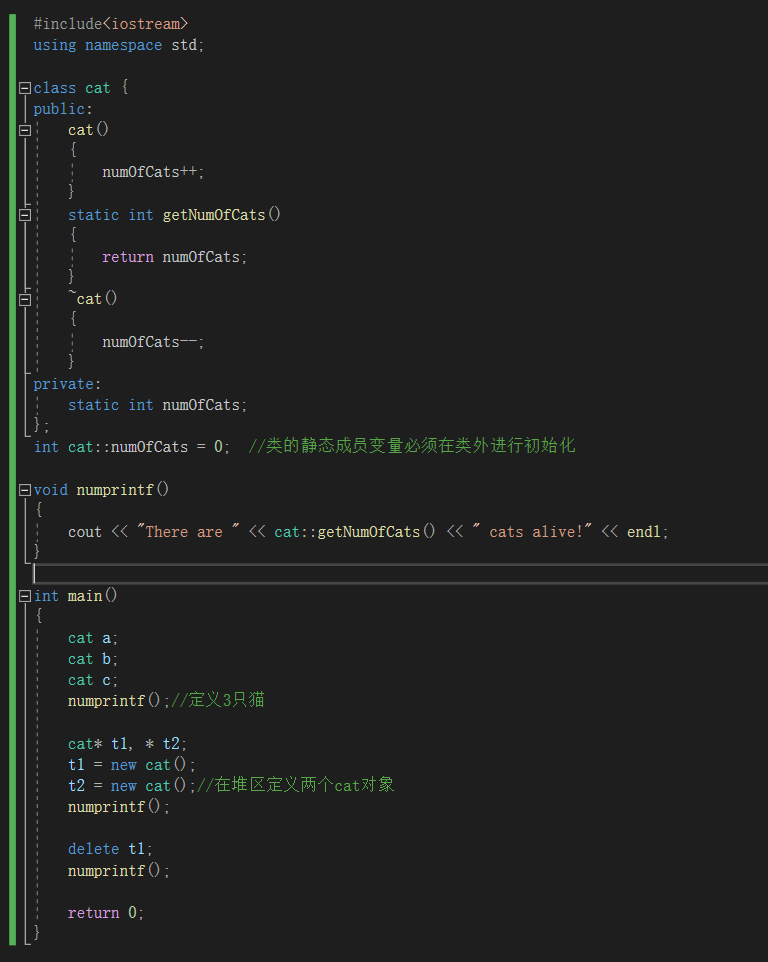 #include<iostream>
using namespace std;
class cat {
public:
cat()
{
numOfCats++;
}
static int getNumOfCats()
{
return numOfCats;
}
~cat()
{
numOfCats--;
}
private:
static int numOfCats;
};
int cat::numOfCats = 0;  //类的静态成员变量必须在类外进行初始化
void numprintf()
{
cout << "There are " << cat::getNumOfCats() << " cats alive!" << endl;
}
int main()
{
cat a;
cat b;
cat c;
numprintf();//定义3只猫
cat* t1, * t2;
t1 = new cat();
t2 = new cat();//在堆区定义两个cat对象
numprintf();
delete t1;
numprintf();
return 0;
}